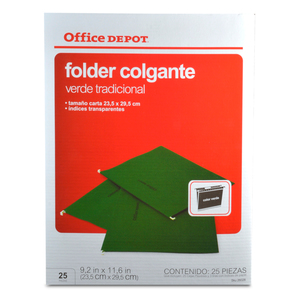 Office DEPOT
folder colgante
verde tradicional
• tamaño carta 23,5 x 29,5 cm
• índices transparentes
25
9,2 in x 11,6 in
(23,5 cm x 29,5 cm)
CONTENIDO: 25 PIEZAS